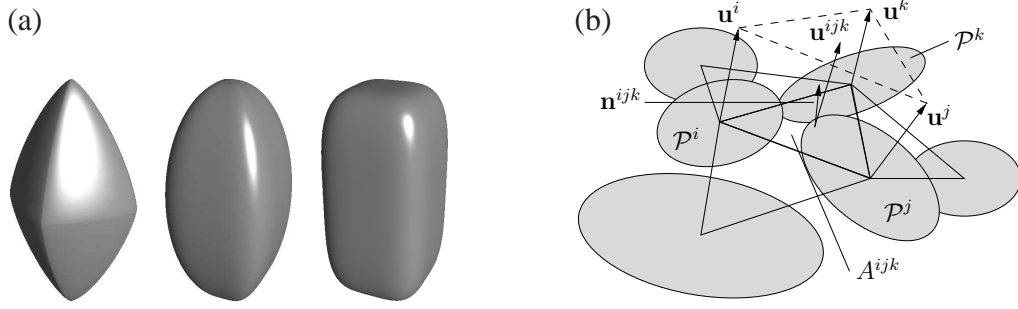 (a)
(b)
u^i
u^{ijk}
u^k
𝒫^k
n^{ijk}
u^j
𝒫^i
𝒫^j
A^{ijk}